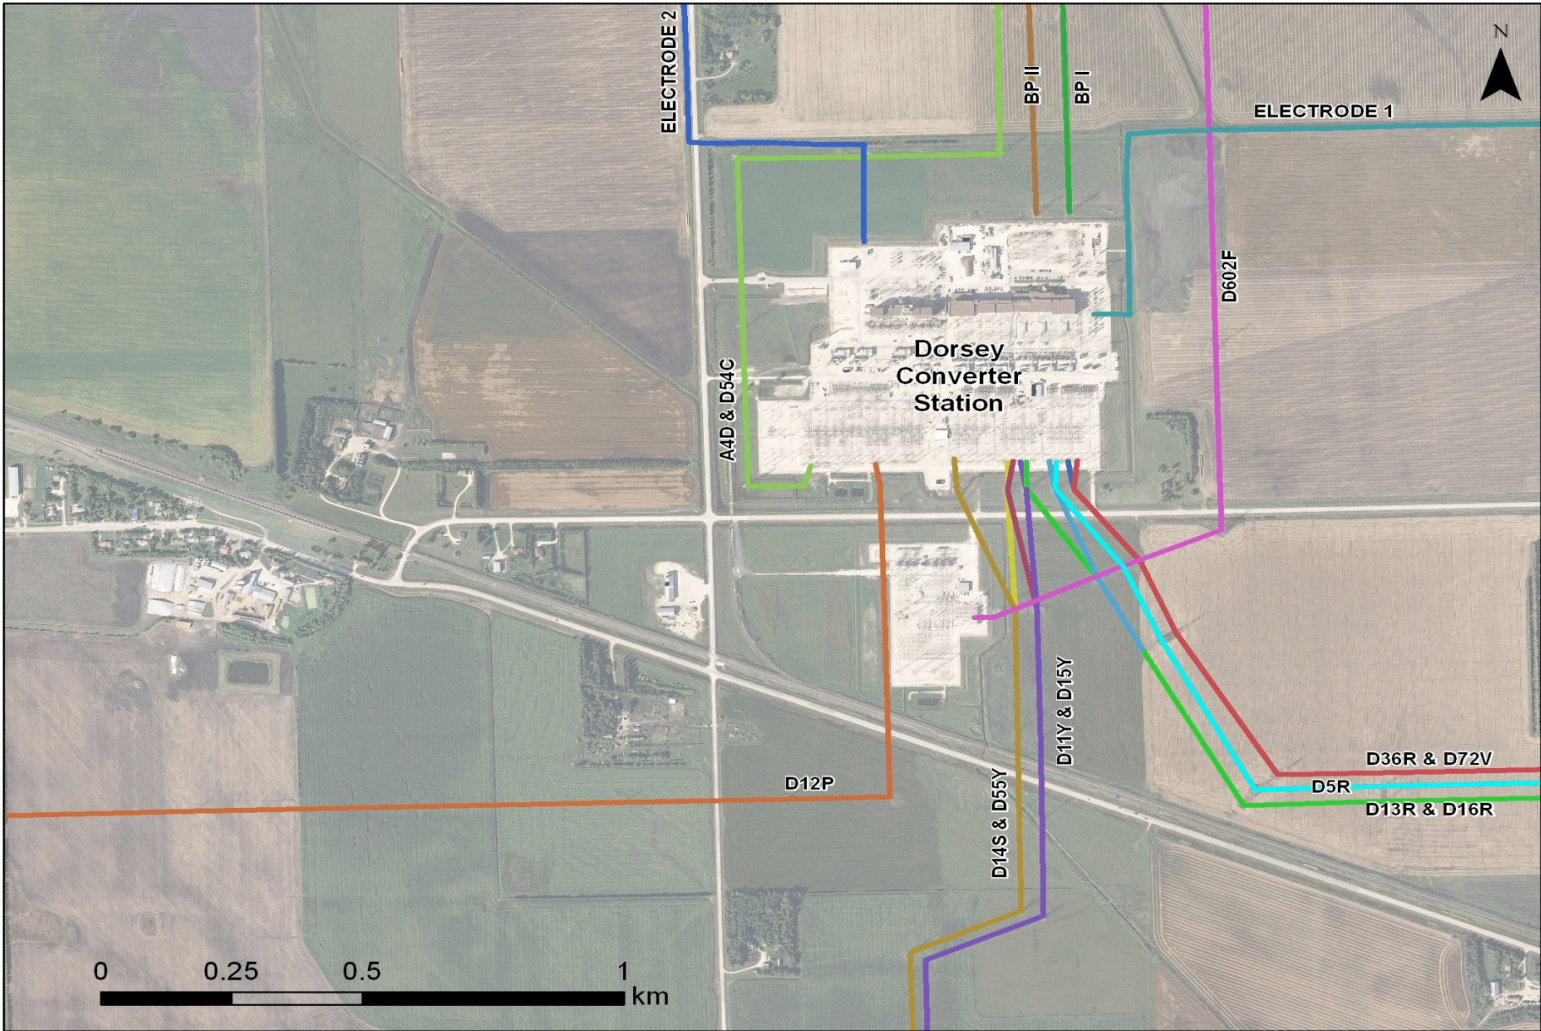 N
ELECTRODE 2
BP II
BP I
ELECTRODE 1
D602F
Dorsey
Converter
Station
A4D & D54C
D11Y & D15Y
D36R & D72V
D12P
D5R
D14S & D55Y
D13R & D16R
0 0.25 0.5 1
km